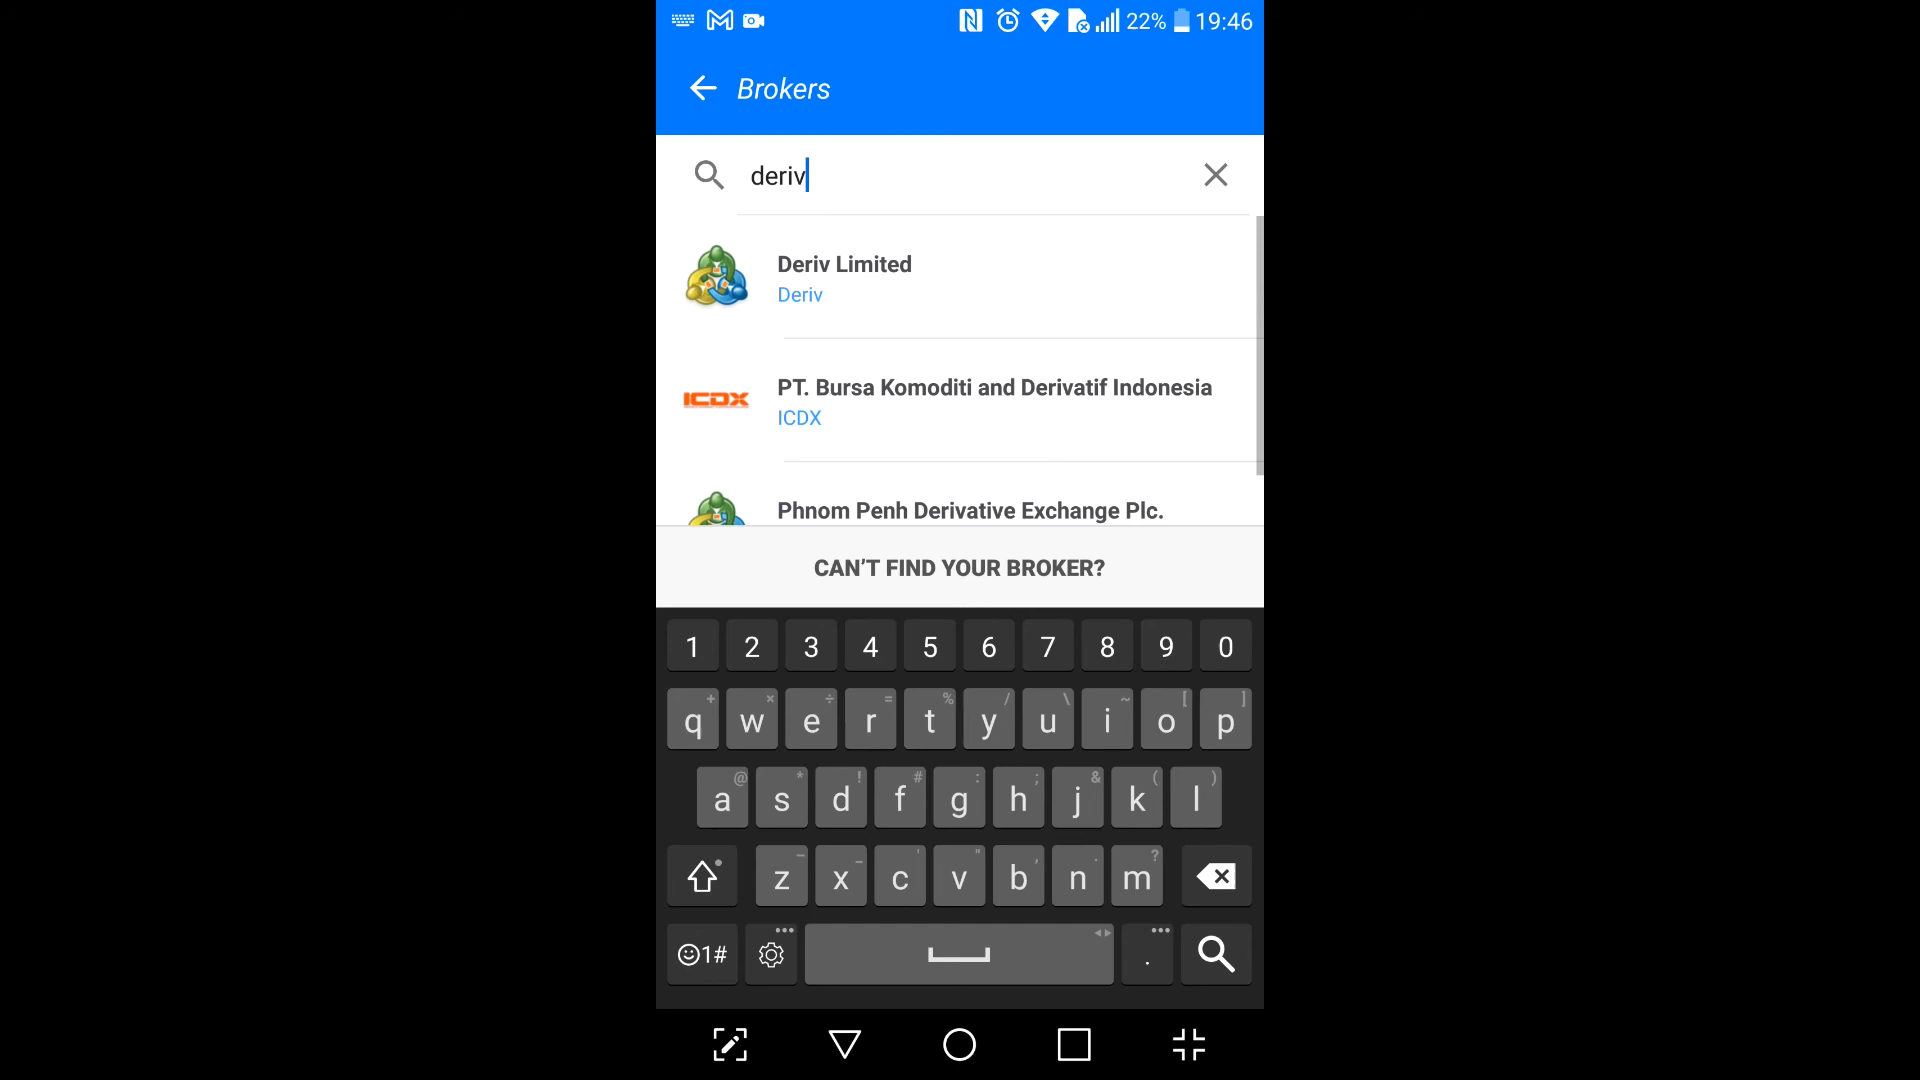 22% 19:46
Brokers
deriv
Deriv Limited
Deriv
ICDX
PT. Bursa Komoditi and Derivatif Indonesia
ICDX
Phnom Penh Derivative Exchange Plc.
CAN'T FIND YOUR BROKER?
1 2 3 4 5 6 7 8 9 0
+ × ÷ = % / \ ~ [ ]
q w e r t y u i o p
@ * ! # : ; & ( )
a s d f g h j k l
– _ ' " , . ?
z x c v b n m
1# .